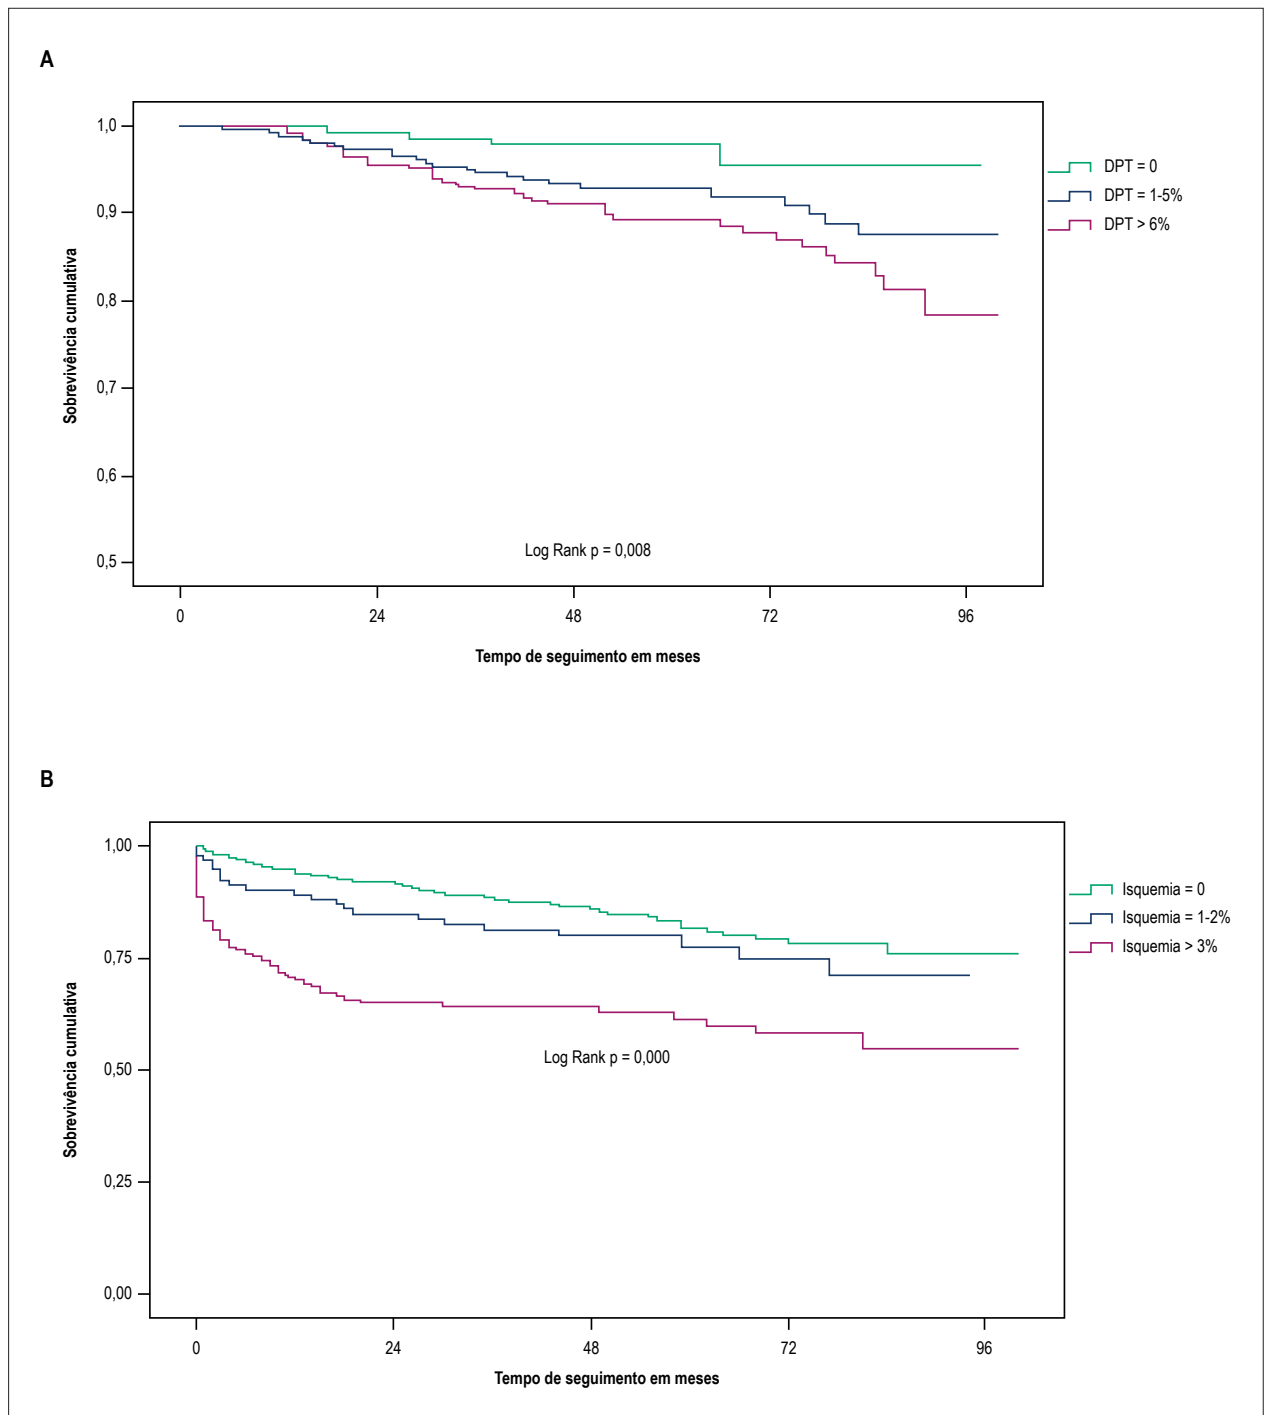 A
1,0
0,9
0,8
0,7
0,6
0,5
Sobrevivência cumulativa
DPT = 0
DPT = 1-5%
DPT > 6%
Log Rank p = 0,008
0 24 48 72 96
Tempo de seguimento em meses
B
1,00
0,75
0,50
0,25
0,00
Sobrevivência cumulativa
Isquemia = 0
Isquemia = 1-2%
Isquemia > 3%
Log Rank p = 0,000
0 24 48 72 96
Tempo de seguimento em meses